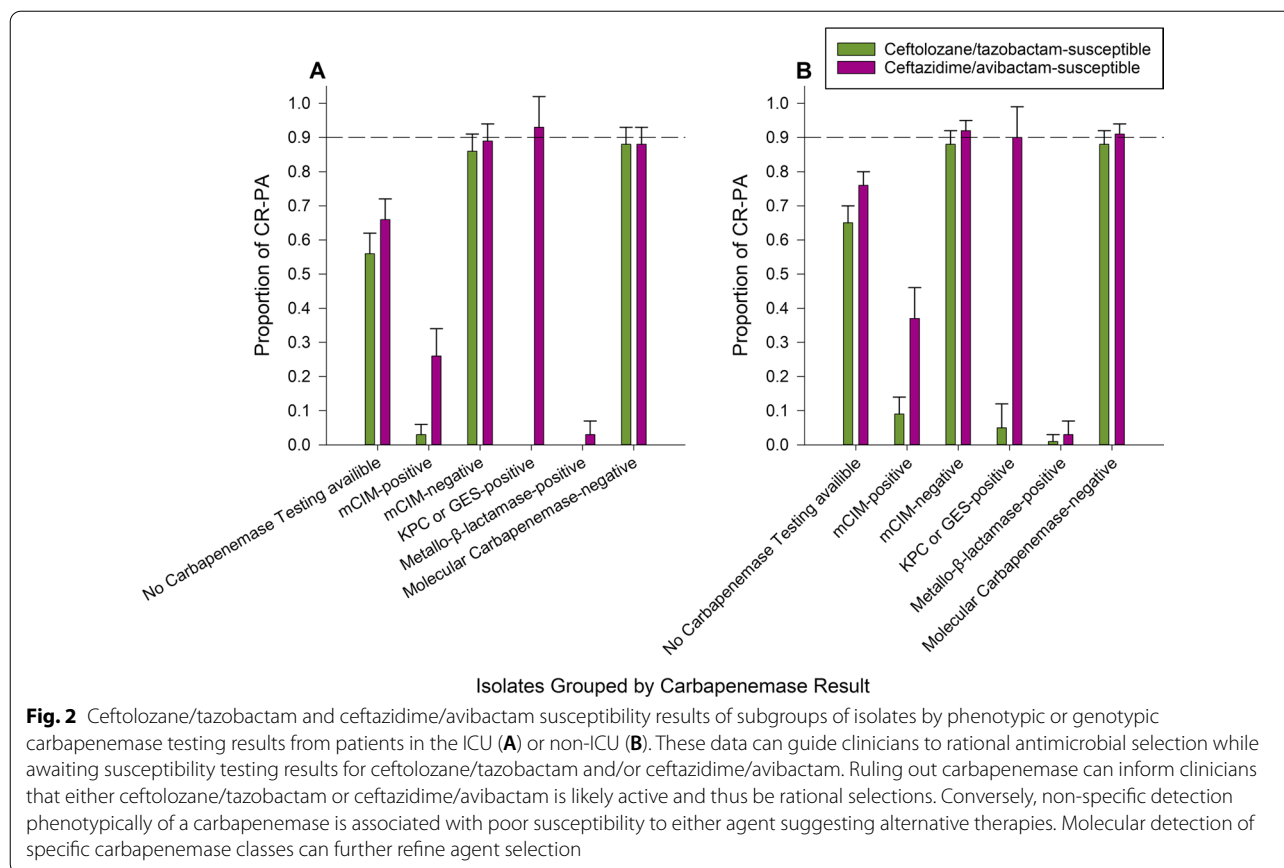 Ceftolozane/tazobactam-susceptible
Ceftazidime/avibactam-susceptible
A
Proportion of CR-PA
1.0
0.9
0.8
0.7
0.6
0.5
0.4
0.3
0.2
0.1
0.0
No Carbapenemase Testing availible
mCIM-positive
mCIM-negative
KPC or GES-positive
Metallo-β-lactamase-positive
Molecular Carbapenemase-negative
B
Proportion of CR-PA
1.0
0.9
0.8
0.7
0.6
0.5
0.4
0.3
0.2
0.1
0.0
No Carbapenemase Testing availible
mCIM-positive
mCIM-negative
KPC or GES-positive
Metallo-β-lactamase-positive
Molecular Carbapenemase-negative
Isolates Grouped by Carbapenemase Result
Fig. 2 Ceftolozane/tazobactam and ceftazidime/avibactam susceptibility results of subgroups of isolates by phenotypic or genotypic
carbapenemase testing results from patients in the ICU (A) or non-ICU (B). These data can guide clinicians to rational antimicrobial selection while
awaiting susceptibility testing results for ceftolozane/tazobactam and/or ceftazidime/avibactam. Ruling out carbapenemase can inform clinicians
that either ceftolozane/tazobactam or ceftazidime/avibactam is likely active and thus be rational selections. Conversely, non-specific detection
phenotypically of a carbapenemase is associated with poor susceptibility to either agent suggesting alternative therapies. Molecular detection of
specific carbapenemase classes can further refine agent selection